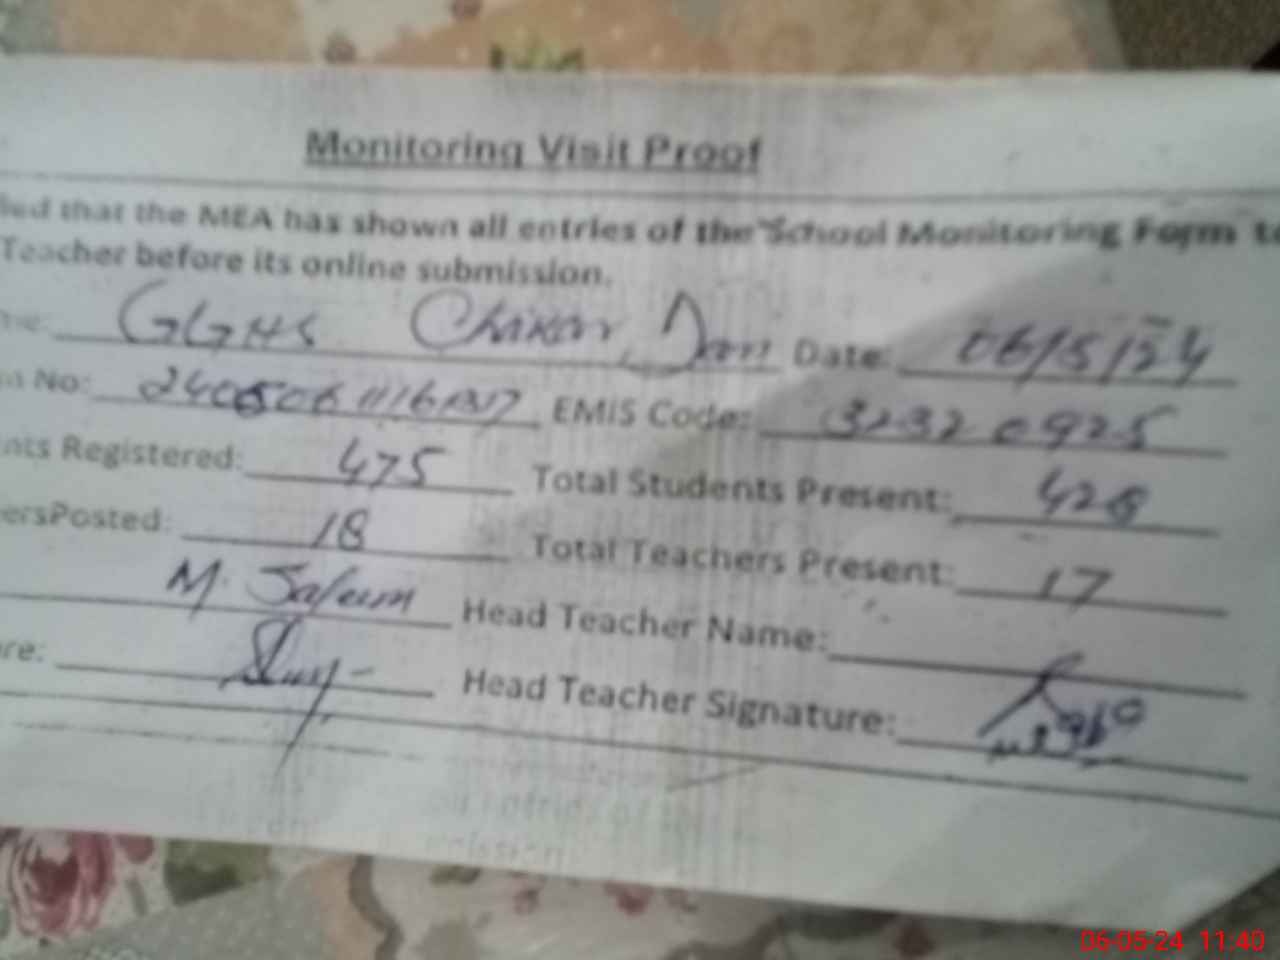 Monitoring Visit Proof
that the MEA has shown all entries of the School Monitoring Form
Teacher before its online submission.
GGHS Date: 06/5/24
No: EMIS Code: 32320925
Registered: 475 Total Students Present: 428
Posted: 18 Total Teachers Present: 17
M. Saleem Head Teacher Name:
Head Teacher Signature:
06-05-24 11:40